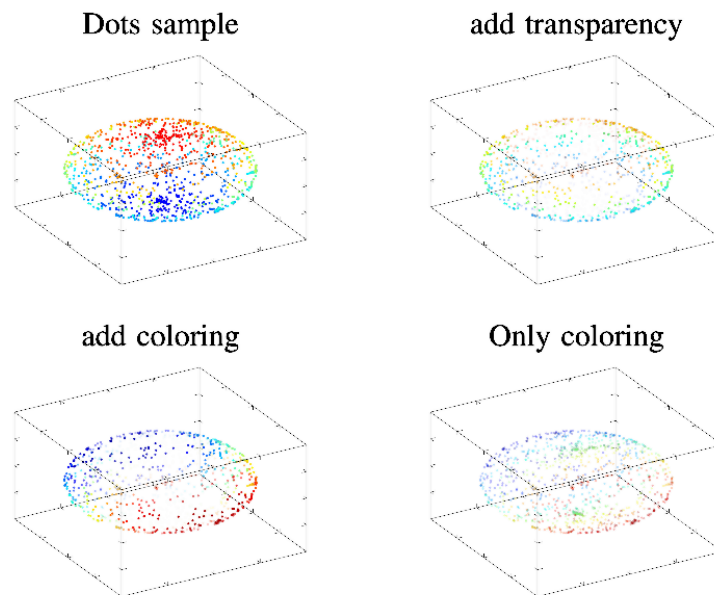 Dots sample
add transparency
add coloring
Only coloring